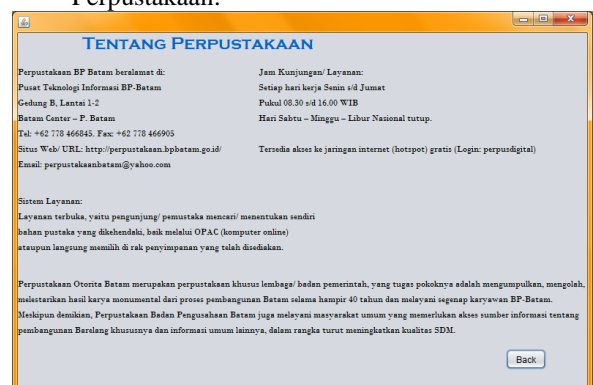 Perpustakaan.
TENTANG PERPUSTAKAAN
Perpustakaan BP Batam beralamat di:
Pusat Teknologi Informasi BP-Batam
Gedung B, Lantai 1-2
Batam Center – P. Batam
Tel: +62 778 466845. Fax: +62 778 466905
Situs Web/ URL: http://perpustakaan.bpbatam.go.id/
Email: perpustakaanbatam@yahoo.com
Jam Kunjungan/ Layanan:
Setiap hari kerja Senin s/d Jumat
Pukul 08.30 s/d 16.00 WIB
Hari Sabtu – Minggu – Libur Nasional tutup.
Tersedia akses ke jaringan internet (hotspot) gratis (Login: perpusdigital)
Sistem Layanan:
Layanan terbuka, yaitu pengunjung/ pemustaka mencari/ menentukan sendiri
bahan pustaka yang dikehendaki, baik melalui OPAC (komputer online)
ataupun langsung memilih di rak penyimpanan yang telah disediakan.
Perpustakaan Otorita Batam merupakan perpustakaan khusus lembaga/ badan pemerintah, yang tugas pokoknya adalah mengumpulkan, mengolah,
melestarikan hasil karya monumental dari proses pembangunan Batam selama hampir 40 tahun dan melayani segenap karyawan BP-Batam.
Meskipun demikian, Perpustakaan Badan Pengusahaan Batam juga melayani masyarakat umum yang memerlukan akses sumber informasi tentang
pembangunan Barelang khususnya dan informasi umum lainnya, dalam rangka turut meningkatkan kualitas SDM.
Back